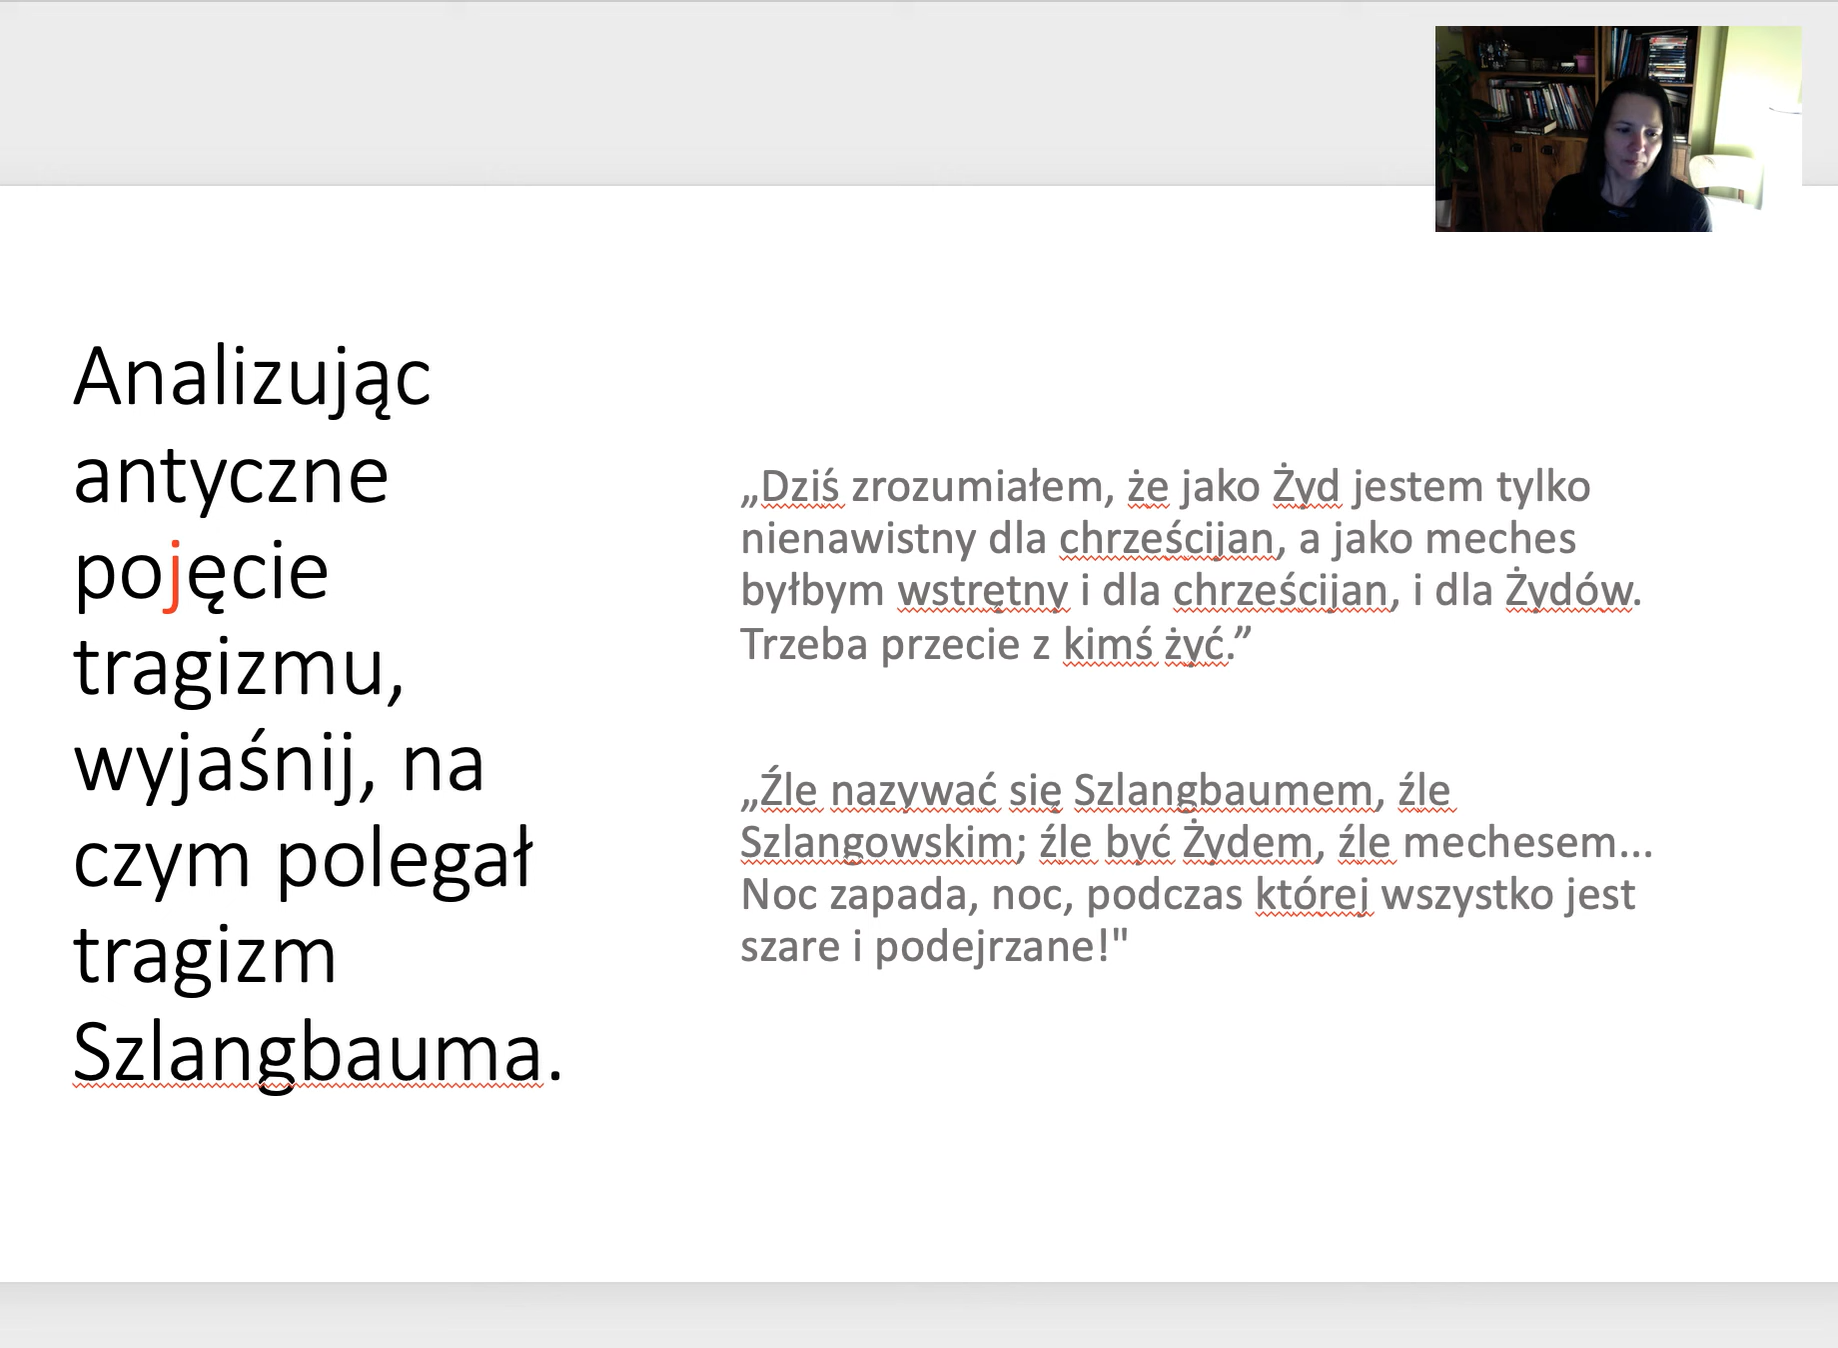 Analizując
antyczne
pojęcie
tragizmu,
wyjaśnij, na
czym polegał
tragizm
Szlangbauma.
„Dziś zrozumiałem, że jako Żyd jestem tylko
nienawistny dla chrześcijan, a jako meches
byłbym wstrętny i dla chrześcijan, i dla Żydów.
Trzeba przecie z kimś żyć.”
„Źle nazywać się Szlangbaumem, źle
Szlangowskim; źle być Żydem, źle mechesem...
Noc zapada, noc, podczas której wszystko jest
szare i podejrzane!"